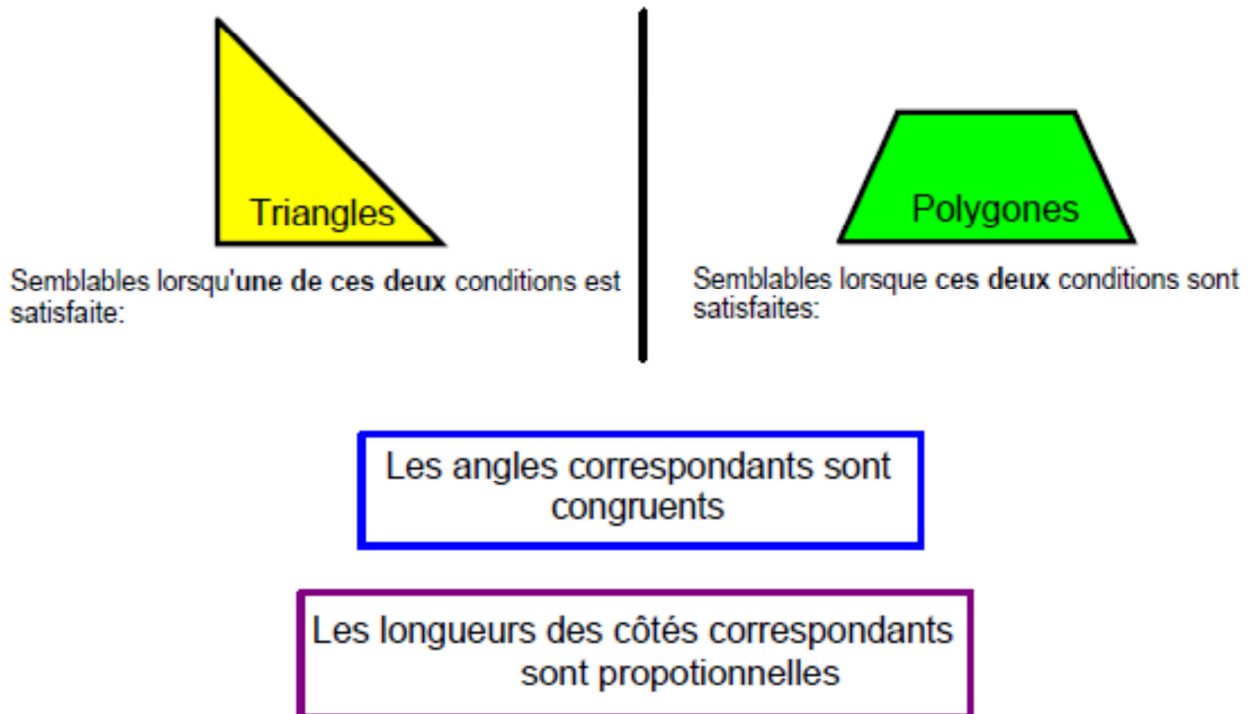 Triangles
Semblables lorsqu'une de ces deux conditions est
satisfaite:
Polygones
Semblables lorsque ces deux conditions sont
satisfaites:
Les angles correspondants sont
congruents
Les longueurs des côtés correspondants
sont propotionnelles